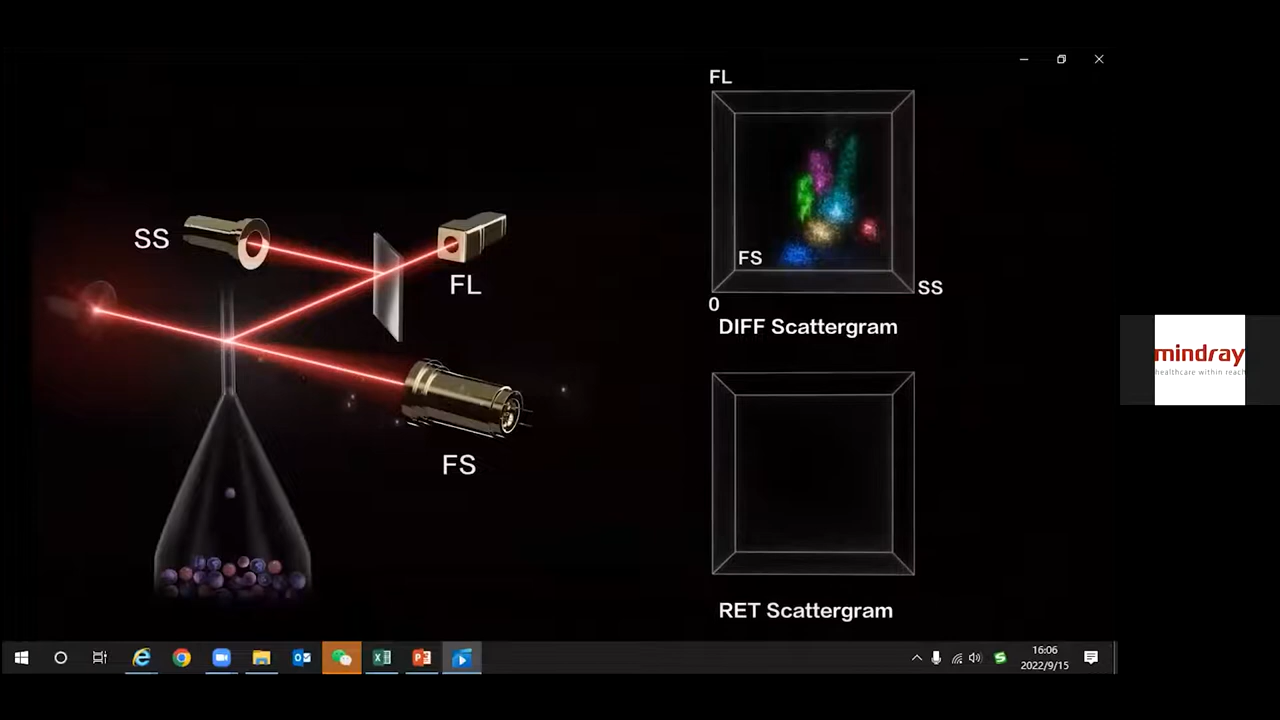 FL
SS
FL
FS
FS
SS
0
DIFF Scattergram
mindray
healthcare within reach
RET Scattergram
16:06
2022/9/15